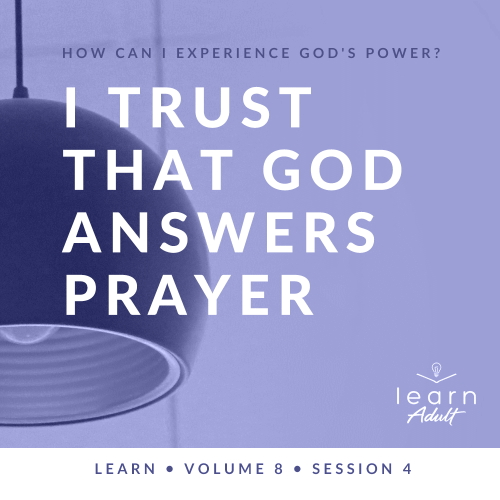 HOW CAN I EXPERIENCE GOD'S POWER?
I TRUST
THAT GOD
ANSWERS
PRAYER
learn
Adult
LEARN • VOLUME 8 • SESSION 4